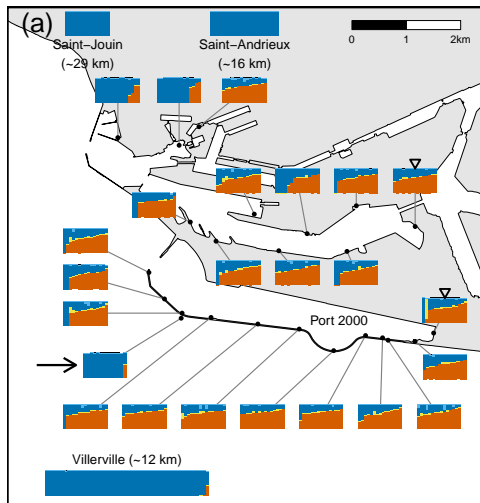 (a)
Saint−Jouin
(~29 km)
Saint−Andrieux
(~16 km)
0 1 2km
Port 2000
Villerville (~12 km)